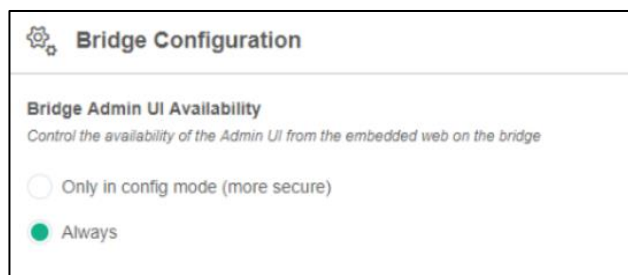 Bridge Configuration
Bridge Admin UI Availability
Control the availability of the Admin UI from the embedded web on the bridge
Only in config mode (more secure)
Always